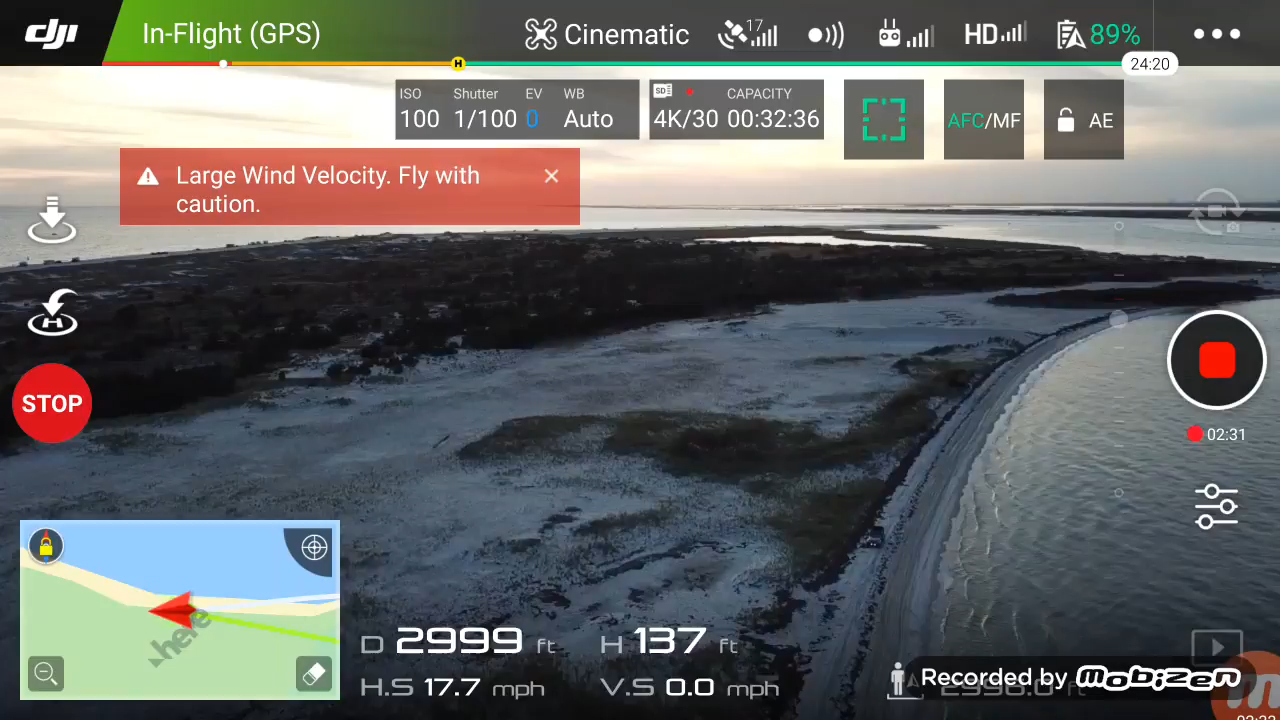 dji
In-Flight (GPS)
Cinematic
17
HD
89%
H
24:20
ISO
100
Shutter
1/100
EV
0
WB
Auto
SD
4K/30
CAPACITY
00:32:36
AFC/MF
AE
Large Wind Velocity. Fly with
caution.
H
STOP
02:31
here
D 2999 ft
H 137 ft
H.S 17.7 mph
V.S 0.0 mph
Recorded by MOBIZEN